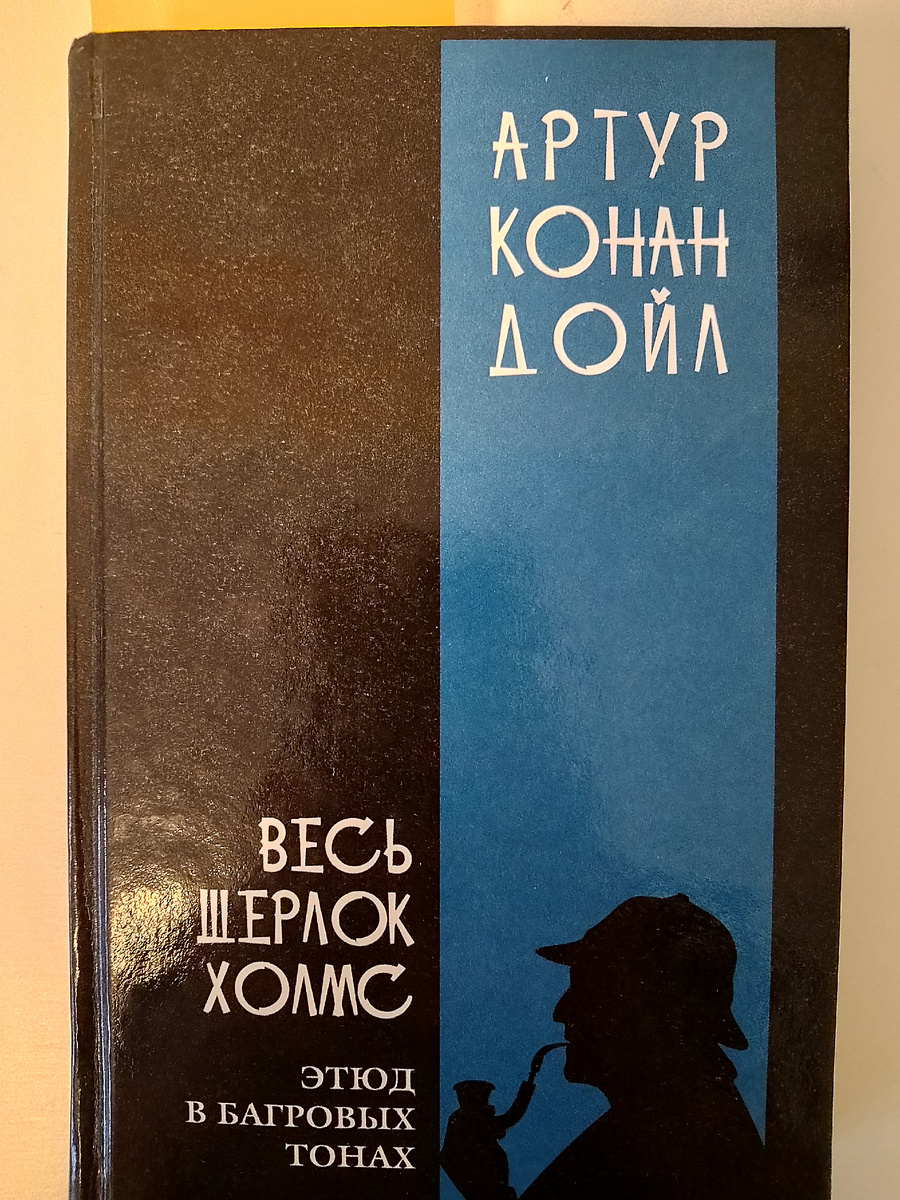 АРТУР
КОНАН
ДОЙЛ
ВЕСЬ
ШЕРЛОК
ХОЛМС
ЭТЮД
В БАГРОВЫХ
ТОНАХ